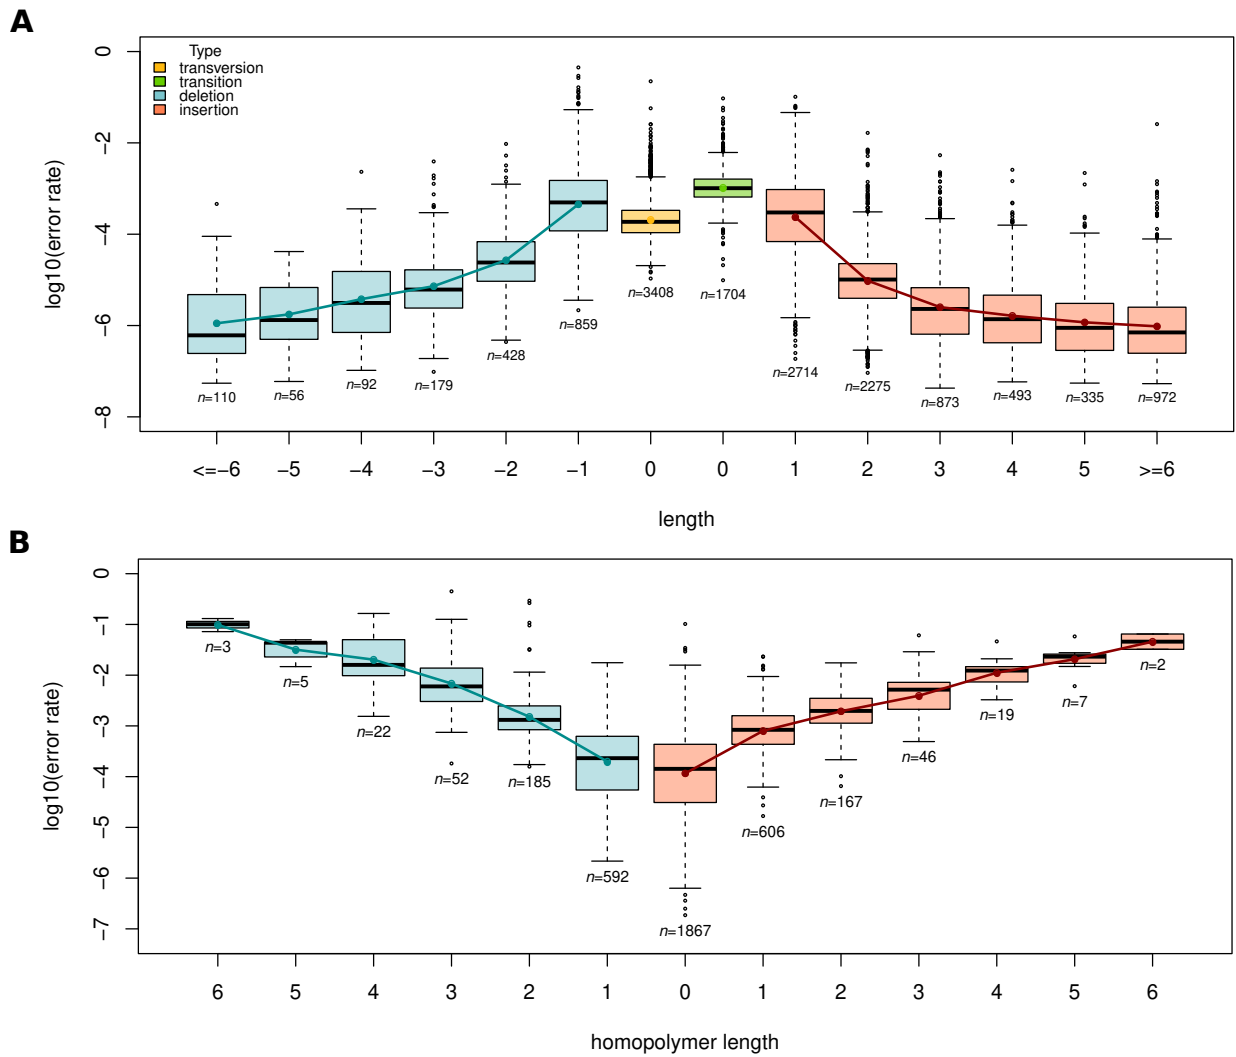 A
Type
transversion
transition
deletion
insertion
log10(error rate)
0
−2
−4
−6
−8
n=110
n=56
n=92
n=179
n=428
n=859
n=3408
n=1704
n=2714
n=2275
n=873
n=493
n=335
n=972
<=−6 −5 −4 −3 −2 −1 0 0 1 2 3 4 5 >=6
length
B
log10(error rate)
0
−1
−2
−3
−4
−5
−6
−7
n=3
n=5
n=22
n=52
n=185
n=592
n=1867
n=606
n=167
n=46
n=19
n=7
n=2
6 5 4 3 2 1 0 1 2 3 4 5 6
homopolymer length